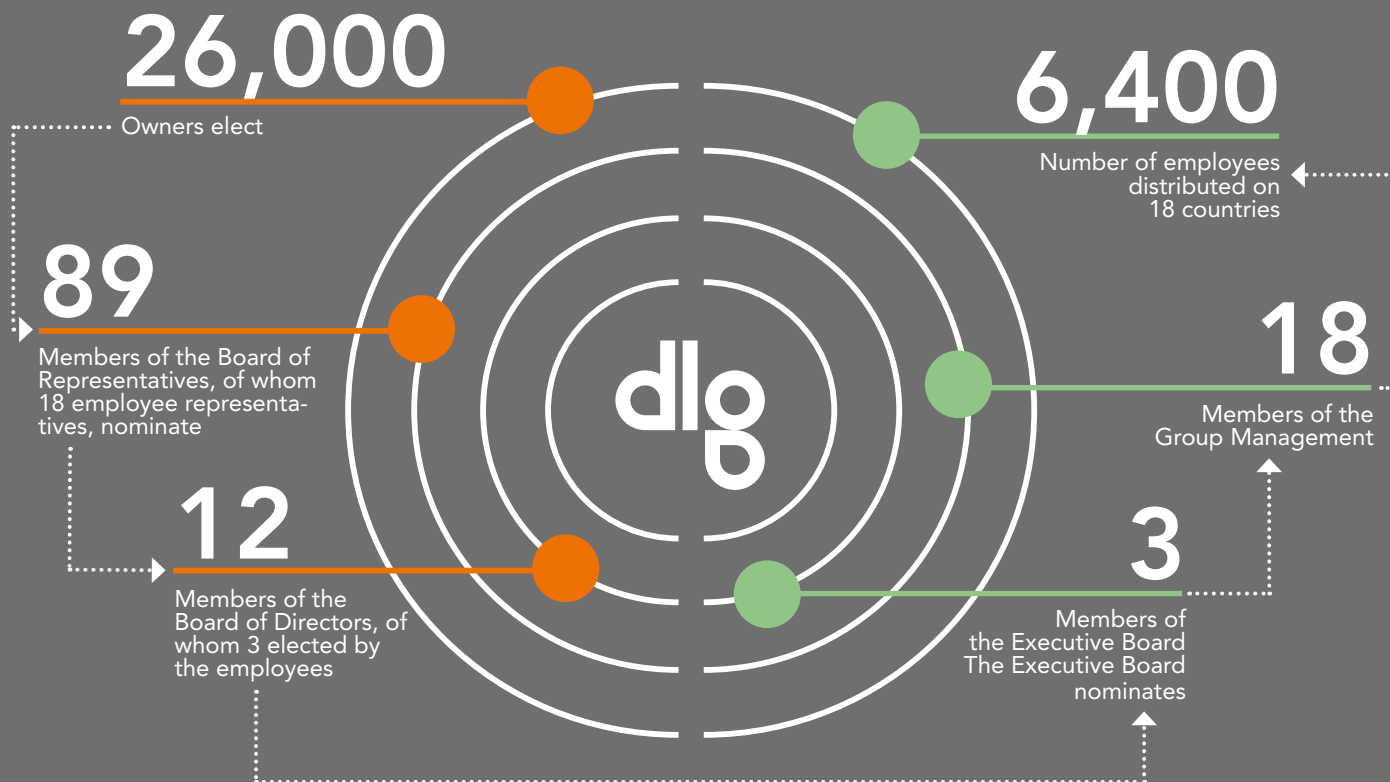 26,000
Owners elect
89
Members of the Board of
Representatives, of whom
18 employee representa-
tives, nominate
12
Members of the
Board of Directors, of
whom 3 elected by
the employees
dlg
6,400
Number of employees
distributed on
18 countries
18
Members of the
Group Management
3
Members of
the Executive Board
The Executive Board
nominates